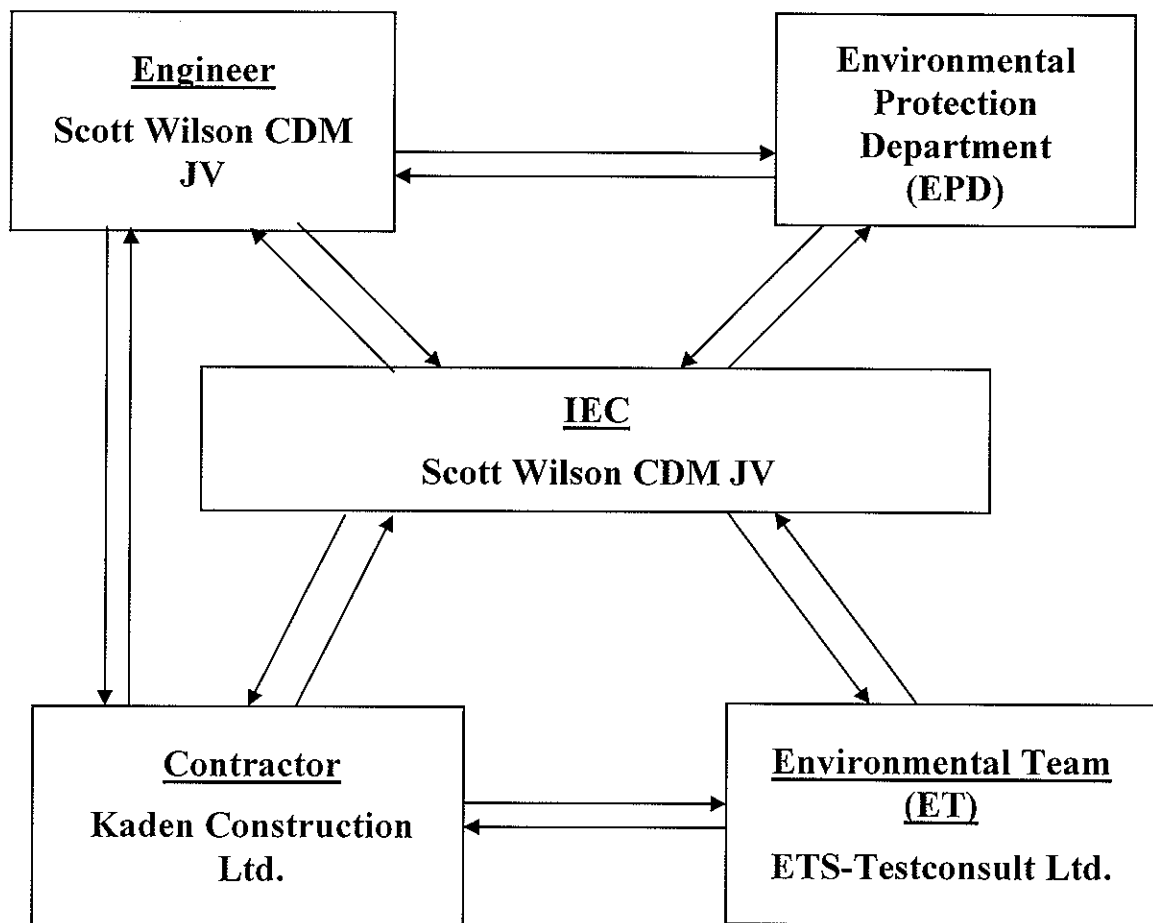 Engineer
Scott Wilson CDM
JV
Environmental
Protection
Department
(EPD)
IEC
Scott Wilson CDM JV
Contractor
Kaden Construction
Ltd.
Environmental Team
(ET)
ETS-Testconsult Ltd.